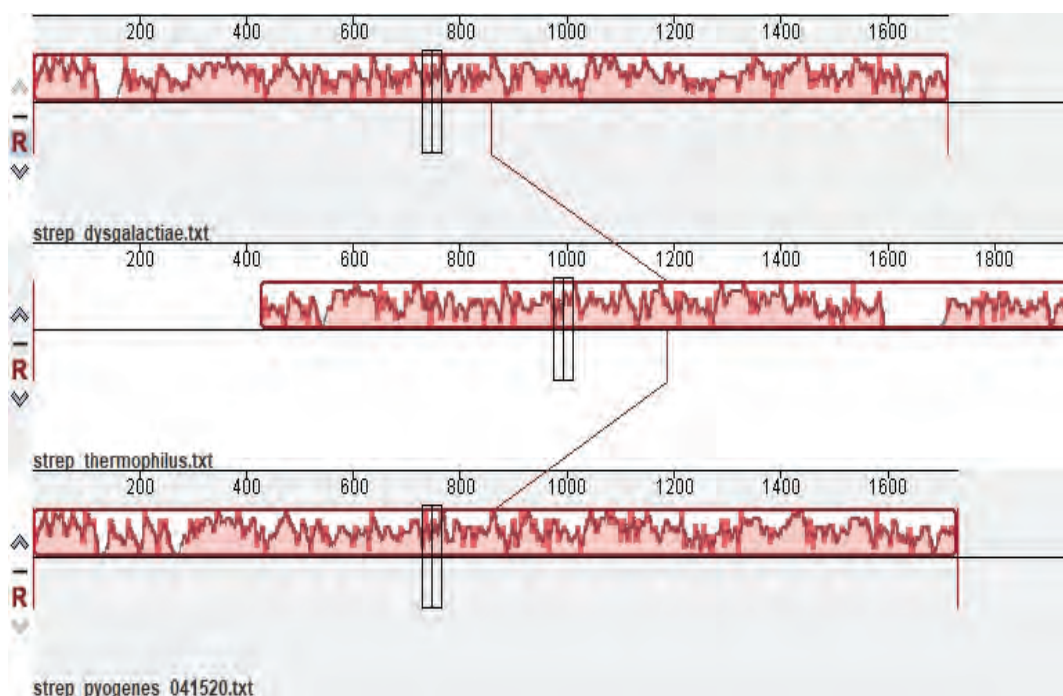 200 400 600 800 1000 1200 1400 1600
R
strep_dysgalactiae.txt
200 400 600 800 1000 1200 1400 1600 1800
R
strep_thermophilus.txt
200 400 600 800 1000 1200 1400 1600
R
strep_pyogenes_041520.txt